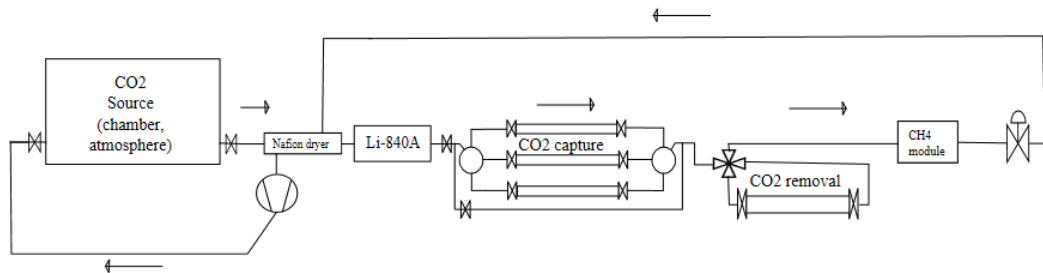 CO2
Source
(chamber,
atmosphere)
Nafion dryer
Li-840A
CO2 capture
CO2 removal
CH4
module